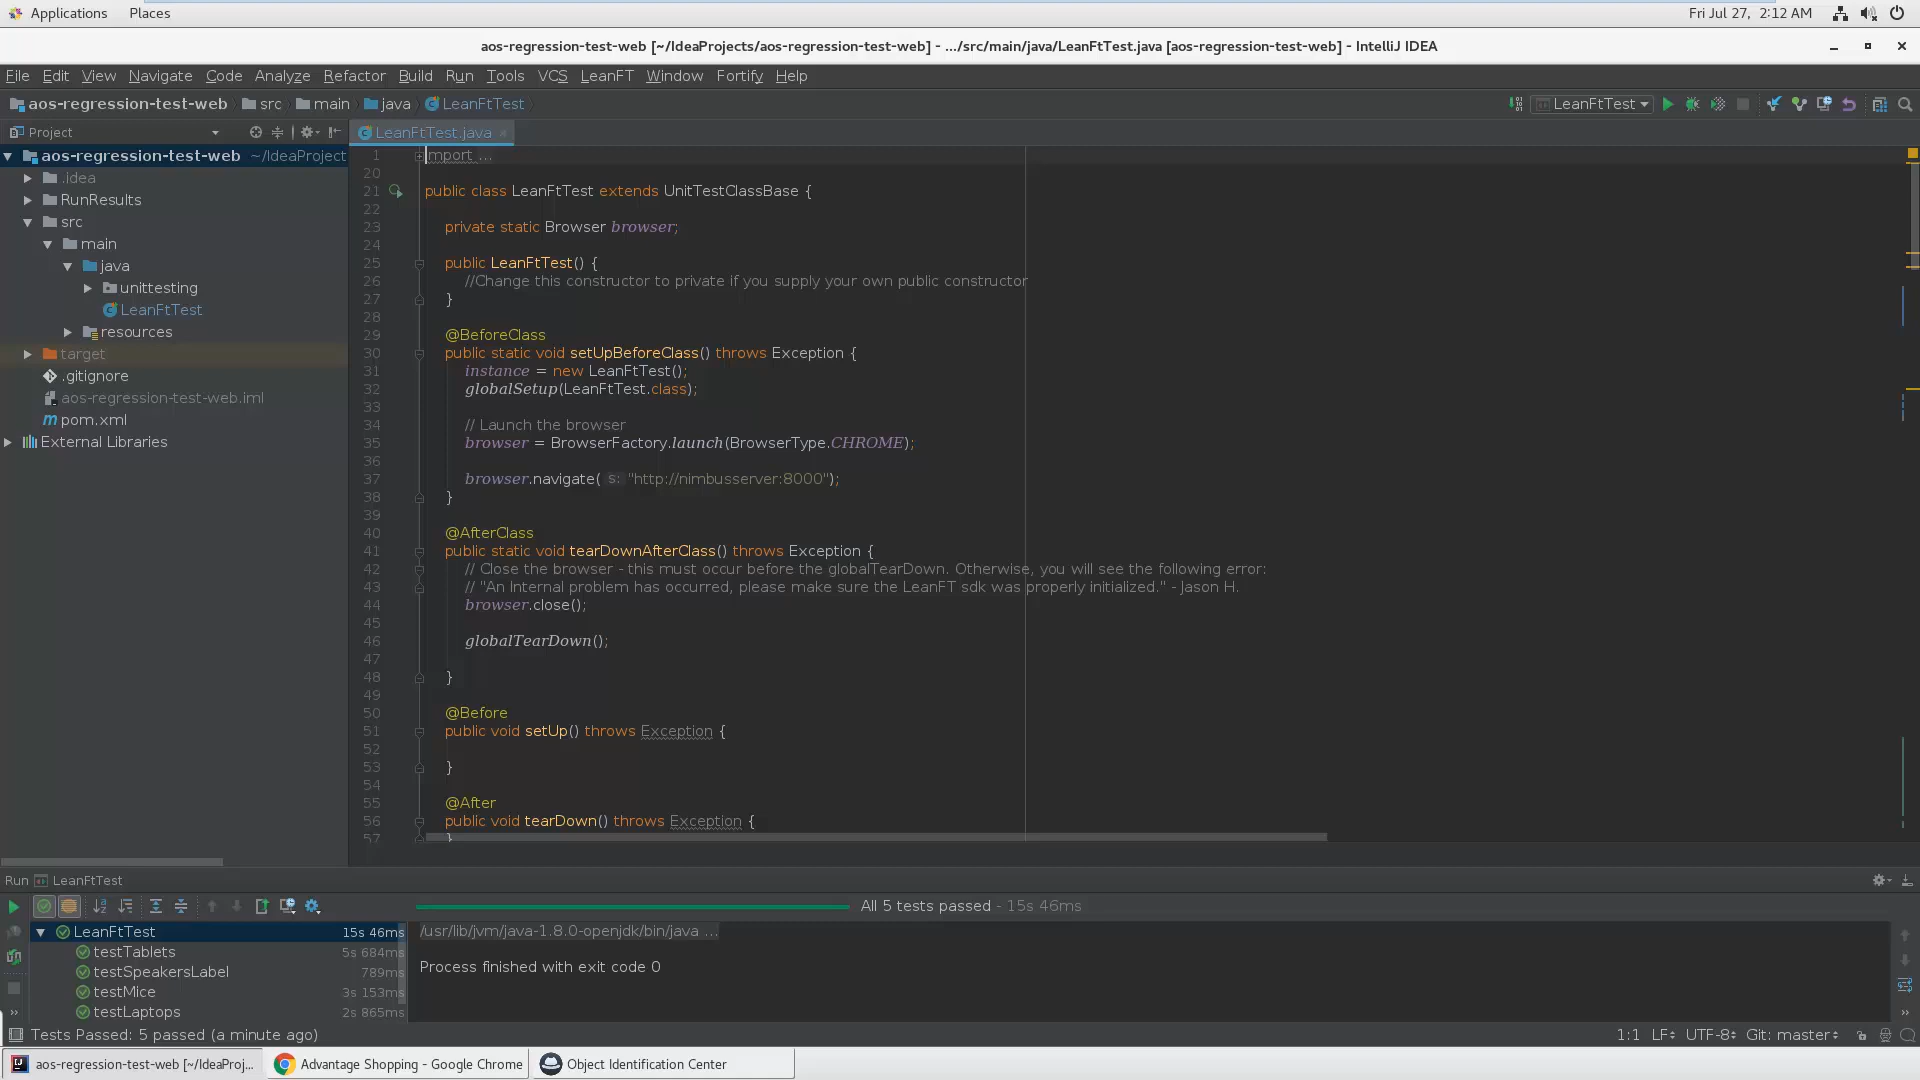 Applications Places Fri Jul 27, 2:12 AM
aos-regression-test-web [~/IdeaProjects/aos-regression-test-web] - .../src/main/java/LeanFtTest.java [aos-regression-test-web] - IntelliJ IDEA
File Edit View Navigate Code Analyze Refactor Build Run Tools VCS LeanFT Window Fortify Help
aos-regression-test-web src main java LeanFtTest LeanFtTest
Project
LeanFtTest.java
aos-regression-test-web ~/IdeaProject
.idea
RunResults
src
main
java
unittesting
LeanFtTest
resources
target
.gitignore
aos-regression-test-web.iml
pom.xml
External Libraries
1 import ...
20
21 public class LeanFtTest extends UnitTestClassBase {
22
23 private static Browser browser;
24
25 public LeanFtTest() {
26 //Change this constructor to private if you supply your own public constructor
27 }
28
29 @BeforeClass
30 public static void setUpBeforeClass() throws Exception {
31 instance = new LeanFtTest();
32 globalSetup(LeanFtTest.class);
33
34 // Launch the browser
35 browser = BrowserFactory.launch(BrowserType.CHROME);
36
37 browser.navigate( s: "http://nimbusserver:8000");
38 }
39
40 @AfterClass
41 public static void tearDownAfterClass() throws Exception {
42 // Close the browser - this must occur before the globalTearDown. Otherwise, you will see the following error:
43 // "An Internal problem has occurred, please make sure the LeanFT sdk was properly initialized." - Jason H.
44 browser.close();
45
46 globalTearDown();
47
48 }
49
50 @Before
51 public void setUp() throws Exception {
52
53 }
54
55 @After
56 public void tearDown() throws Exception {
57 }
Run LeanFtTest
All 5 tests passed - 15s 46ms
LeanFtTest 15s 46ms
testTablets 5s 684ms
testSpeakersLabel 789ms
testMice 3s 153ms
testLaptops 2s 865ms
/usr/lib/jvm/java-1.8.0-openjdk/bin/java ...
Process finished with exit code 0
Tests Passed: 5 passed (a minute ago) 1:1 LF UTF-8 Git: master
aos-regression-test-web [~/IdeaProj... Advantage Shopping - Google Chrome Object Identification Center